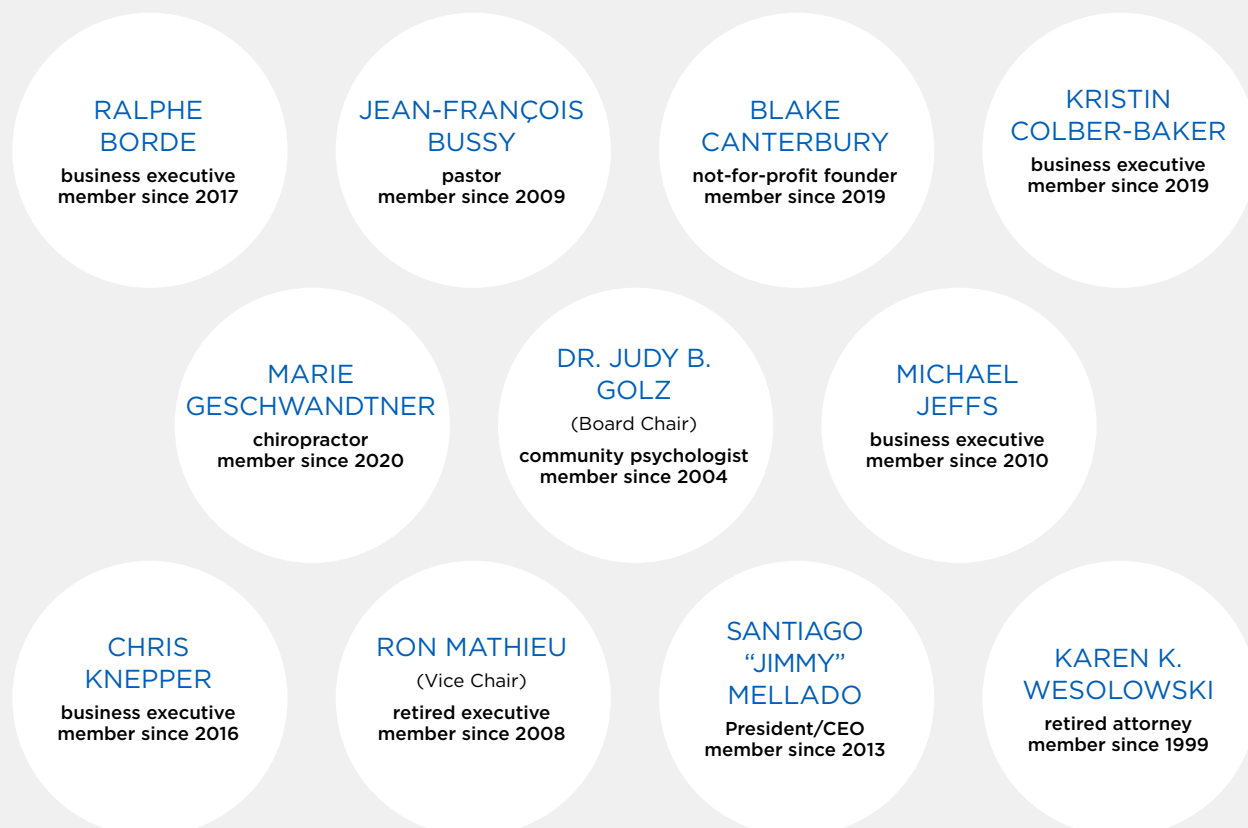 RALPHE
BORDE
business executive
member since 2017
JEAN-FRANÇOIS
BUSSY
pastor
member since 2009
BLAKE
CANTERBURY
not-for-profit founder
member since 2019
KRISTIN
COLBER-BAKER
business executive
member since 2019
MARIE
GESCHWANDTNER
chiropractor
member since 2020
DR. JUDY B.
GOLZ
(Board Chair)
community psychologist
member since 2004
MICHAEL
JEFFS
business executive
member since 2010
CHRIS
KNEPPER
business executive
member since 2016
RON MATHIEU
(Vice Chair)
retired executive
member since 2008
SANTIAGO
“JIMMY”
MELLADO
President/CEO
member since 2013
KAREN K.
WESOLOWSKI
retired attorney
member since 1999